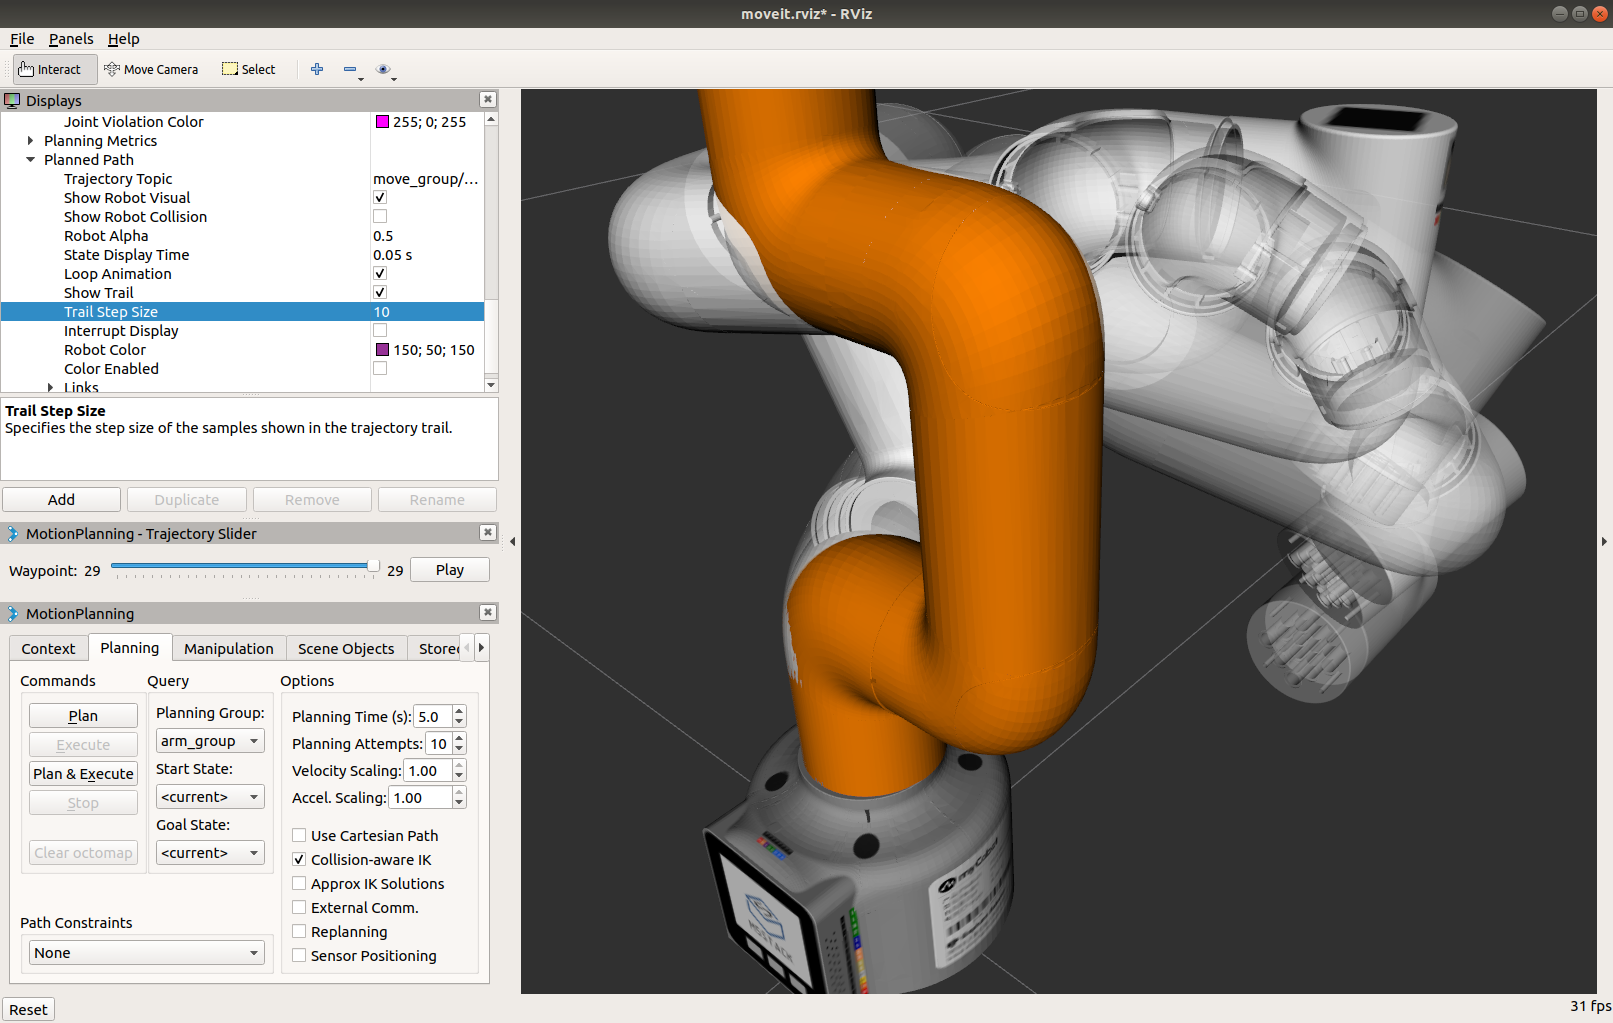 moveit.rviz* - RViz
File Panels Help
Interact Move Camera Select
Displays
Joint Violation Color 255; 0; 255
Planning Metrics
Planned Path
Trajectory Topic move_group/...
Show Robot Visual
Show Robot Collision
Robot Alpha 0.5
State Display Time 0.05 s
Loop Animation
Show Trail
Trail Step Size 10
Interrupt Display
Robot Color 150; 50; 150
Color Enabled
Links
Trail Step Size
Specifies the step size of the samples shown in the trajectory trail.
Add Duplicate Remove Rename
MotionPlanning - Trajectory Slider
Waypoint: 29 29 Play
MotionPlanning
Context Planning Manipulation Scene Objects Store
Commands Query Options
Plan
Execute
Plan & Execute
Stop
Clear octomap
Planning Group:
arm_group
Start State:
<current>
Goal State:
<current>
Planning Time (s): 5.0
Planning Attempts: 10
Velocity Scaling: 1.00
Accel. Scaling: 1.00
Use Cartesian Path
Collision-aware IK
Approx IK Solutions
External Comm.
Replanning
Sensor Positioning
Path Constraints
None
Reset
31 fps